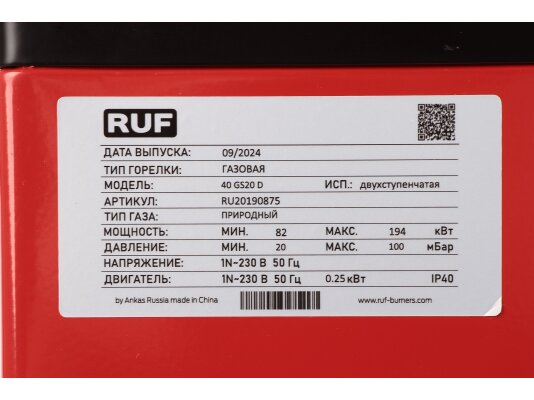 RUF
ДАТА ВЫПУСКА: 09/2024
ТИП ГОРЕЛКИ: ГАЗОВАЯ
МОДЕЛЬ: 40 GS20 D ИСП.: двухступенчатая
АРТИКУЛ: RU20190875
ТИП ГАЗА: ПРИРОДНЫЙ
МОЩНОСТЬ: МИН. 82 МАКС. 194 кВт
ДАВЛЕНИЕ: МИН. 20 МАКС. 100 мБар
НАПРЯЖЕНИЕ: 1N~230 В 50 Гц
ДВИГАТЕЛЬ: 1N~230 В 50 Гц 0.25 кВт IP40
by Ankas Russia made in China www.ruf-burners.com